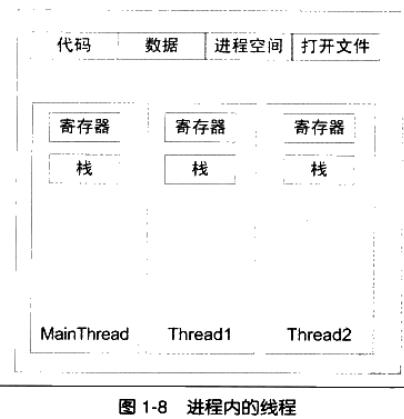 代码 数据 进程空间 打开文件
寄存器 寄存器 寄存器
栈 栈 栈
MainThread Thread1 Thread2
图 1-8 进程内的线程